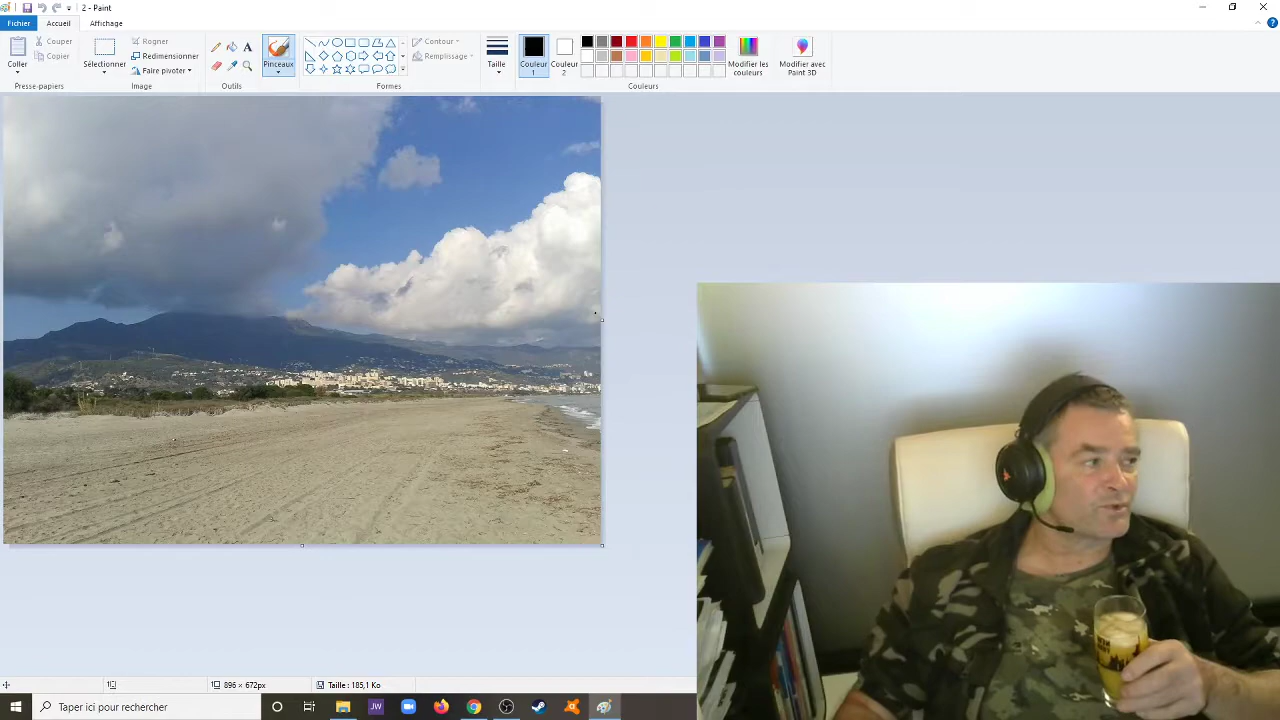 2 - Paint
Fichier Accueil Affichage
Coller
Couper
Copier
Presse-papiers
Sélectionner
Rogner
Redimensionner
Faire pivoter
Image
Outils
Pinceaux
Contour
Remplissage
Formes
Taille
Couleur 1
Couleur 2
Modifier les couleurs
Couleurs
Modifier avec Paint 3D
896 × 672px
Taille : 185,1 Ko
Taper ici pour rechercher
JW